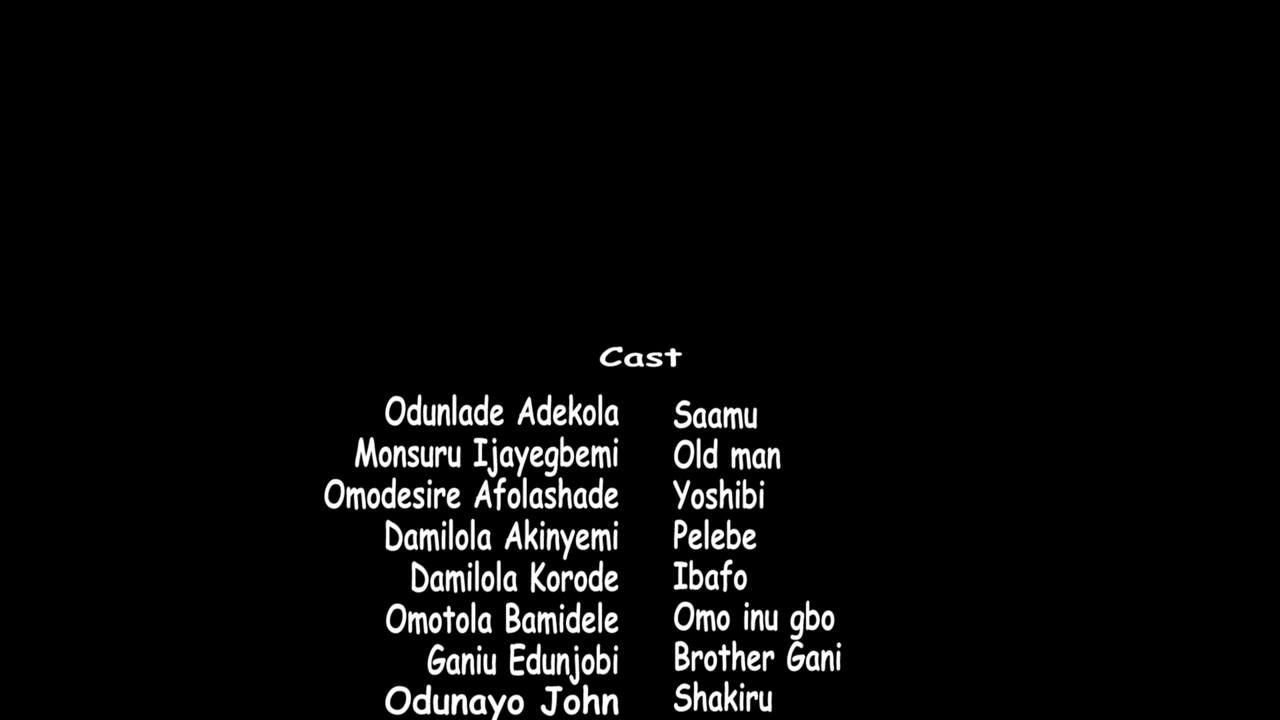 Cast
Odunlade Adekola Saamu
Monsuru Ijayegbemi Old man
Omodesire Afolashade Yoshibi
Damilola Akinyemi Pelebe
Damilola Korode Ibafo
Omotola Bamidele Omo inu gbo
Ganiu Edunjobi Brother Gani
Odunayo John Shakiru